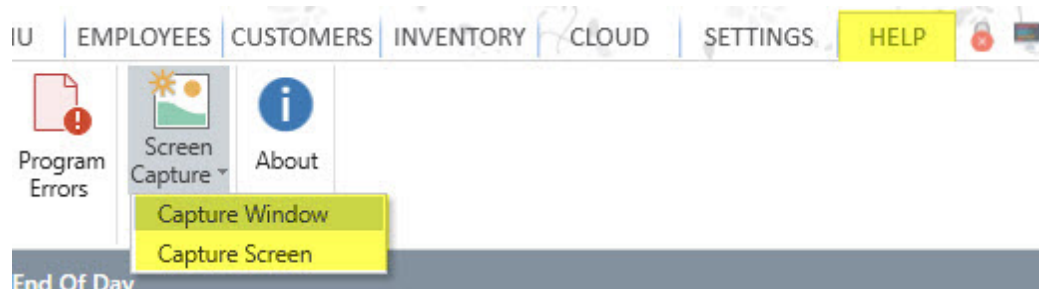 IU EMPLOYEES CUSTOMERS INVENTORY CLOUD SETTINGS HELP
Program Errors
Screen Capture
About
Capture Window
Capture Screen
End Of Day